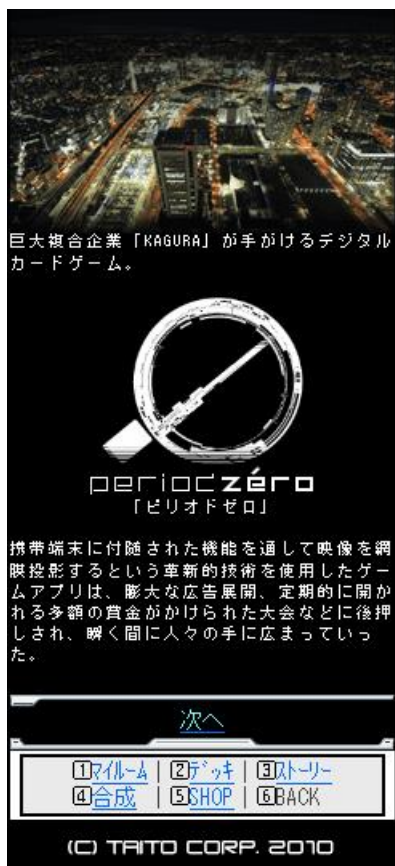 巨大複合企業「KAGURA」が手がけるデジタル
カードゲーム。
period zéro
「ピリオドゼロ」
携帯端末に付随された機能を通して映像を網
膜投影するという革新的技術を使用したゲー
ムアプリは、膨大な広告展開、定期的に開か
れる多額の賞金がかけられた大会などに後押
しされ、瞬く間に人々の手に広まっていっ
た。
次へ
1マイルーム | 2デッキ | 3ストーリー
4合成 | 5SHOP | 6BACK
(C) TAITO CORP. 2010